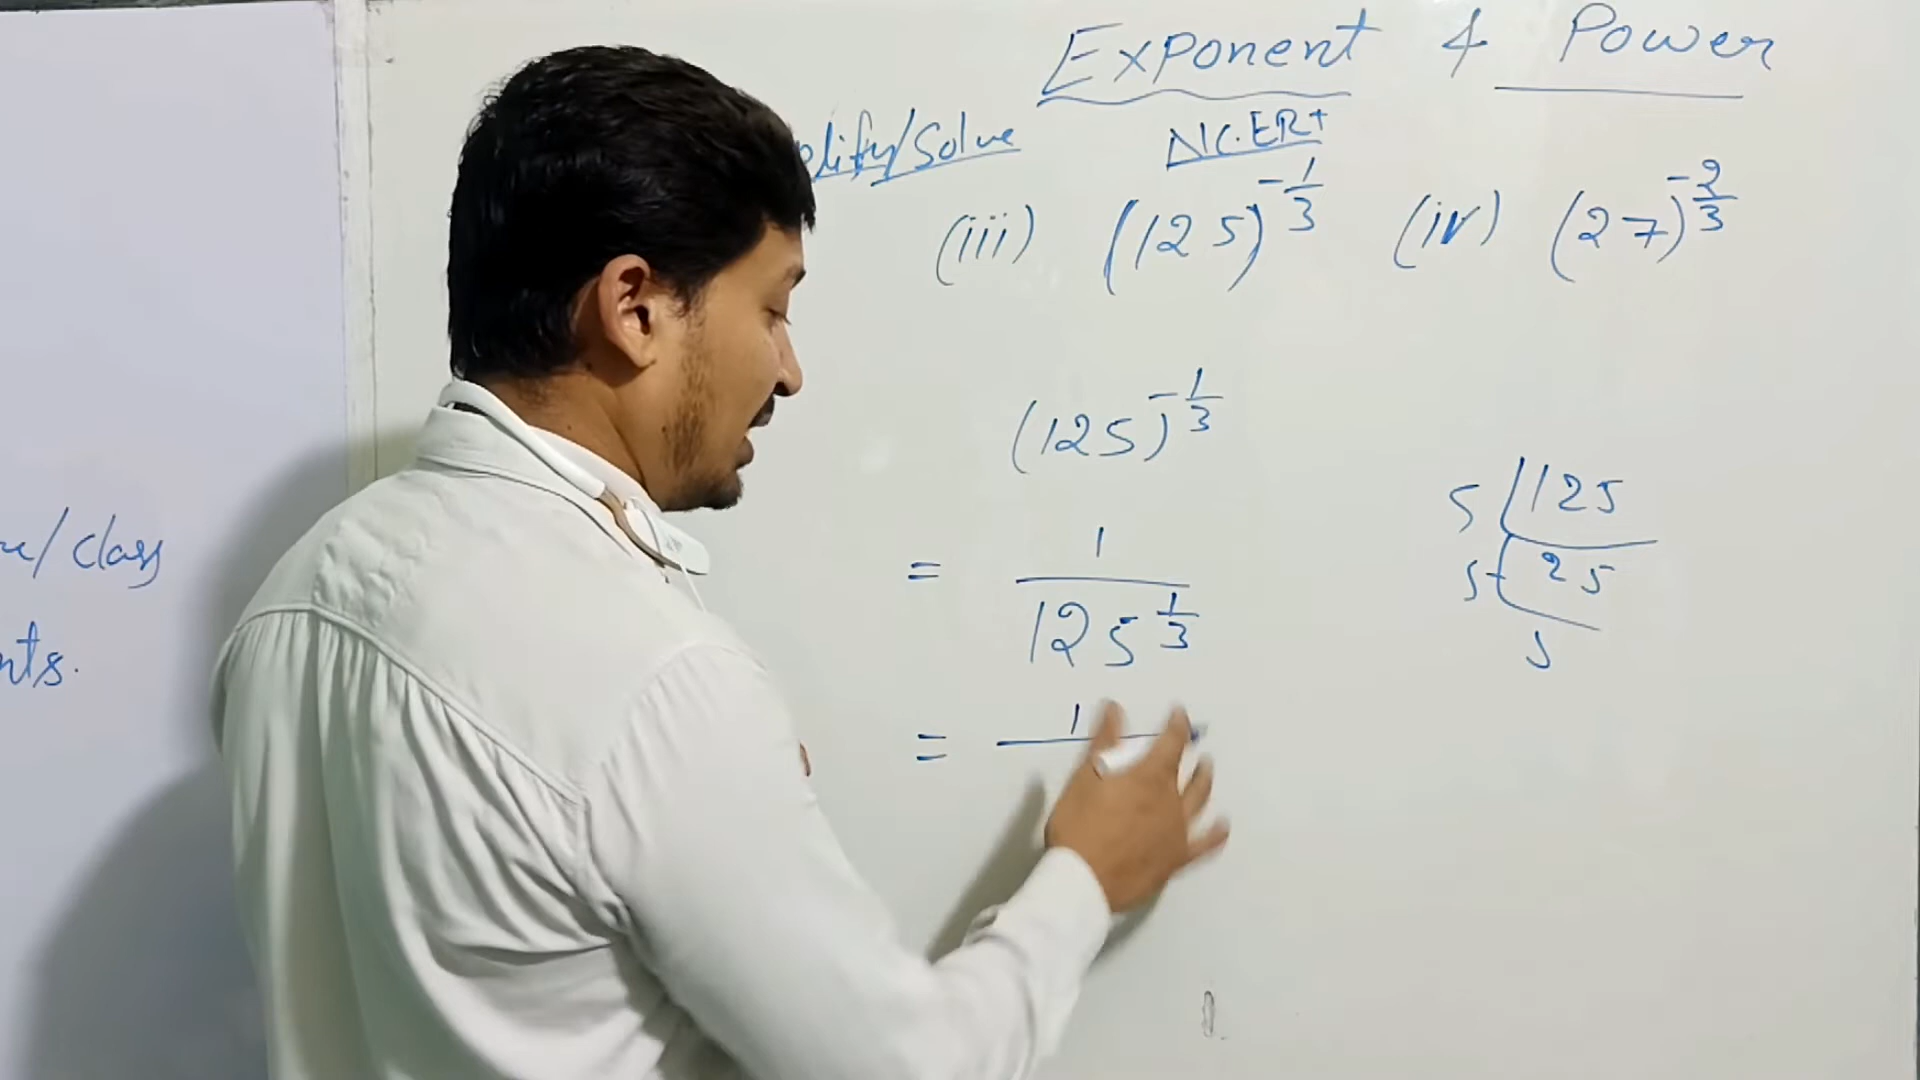 Exponent & Power
plify/Solve NCERT
(iii) (125)^-1/3 (iv) (27)^-2/3
(125)^-1/3
= 1/125^1/3
= 1
5 125
5 25
5
/class
nts.